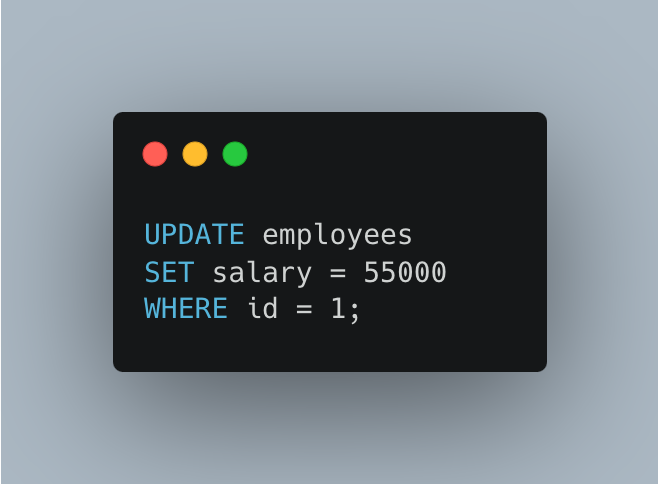 UPDATE employees
SET salary = 55000
WHERE id = 1;